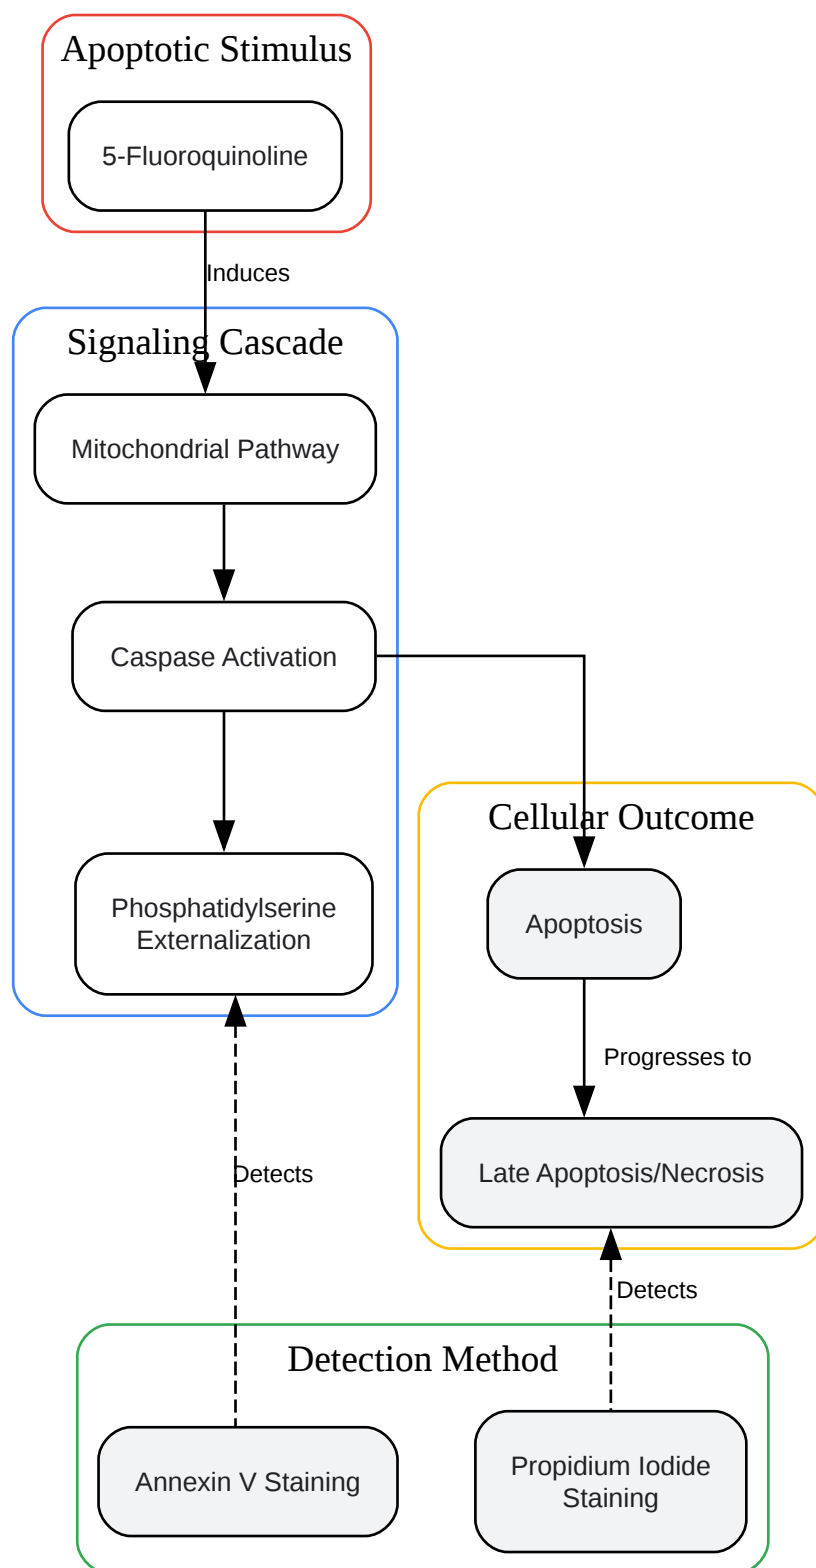 Apoptotic Stimulus
5-Fluoroquinoline
Induces
Signaling Cascade
Mitochondrial Pathway
Caspase Activation
Cellular Outcome
Phosphatidylserine
Externalization
Apoptosis
Progresses to
Detects
Late Apoptosis/Necrosis
Detects
Detection Method
Annexin V Staining
Propidium Iodide
Staining